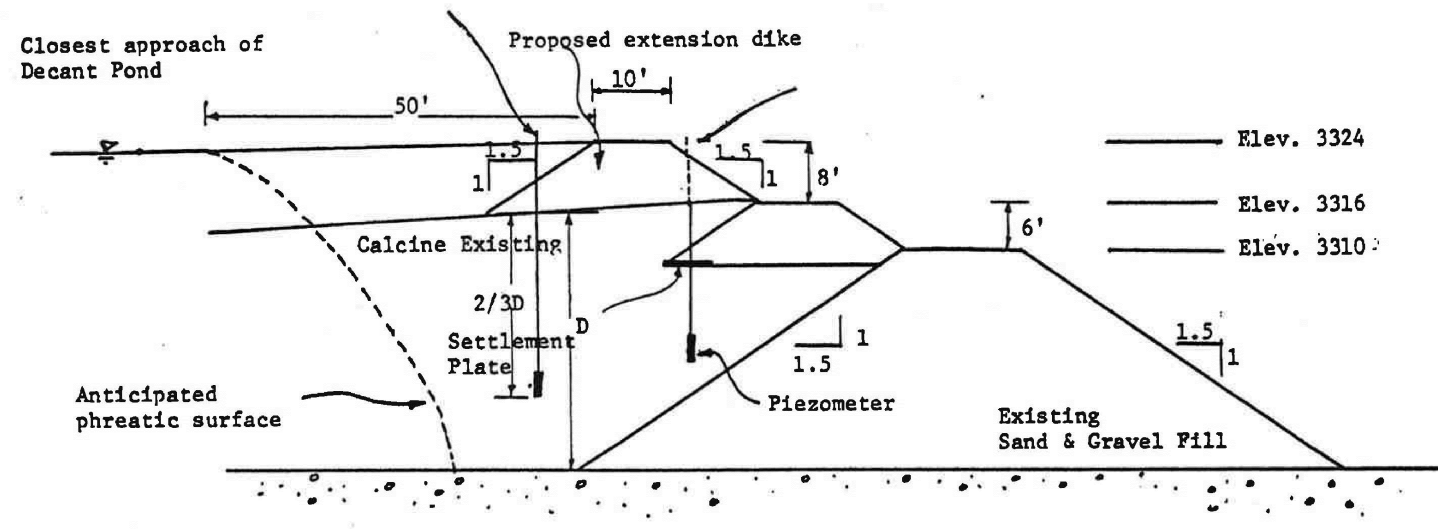 Closest approach of
Decant Pond
Proposed extension dike
10'
50'
1.5
1
1.5
1
8'
Elev. 3324
Elev. 3316
6'
Elev. 3310
Calcine Existing
2/3D
D
Settlement
Plate
1
1.5
1.5
1
Anticipated
phreatic surface
Piezometer
Existing
Sand & Gravel Fill